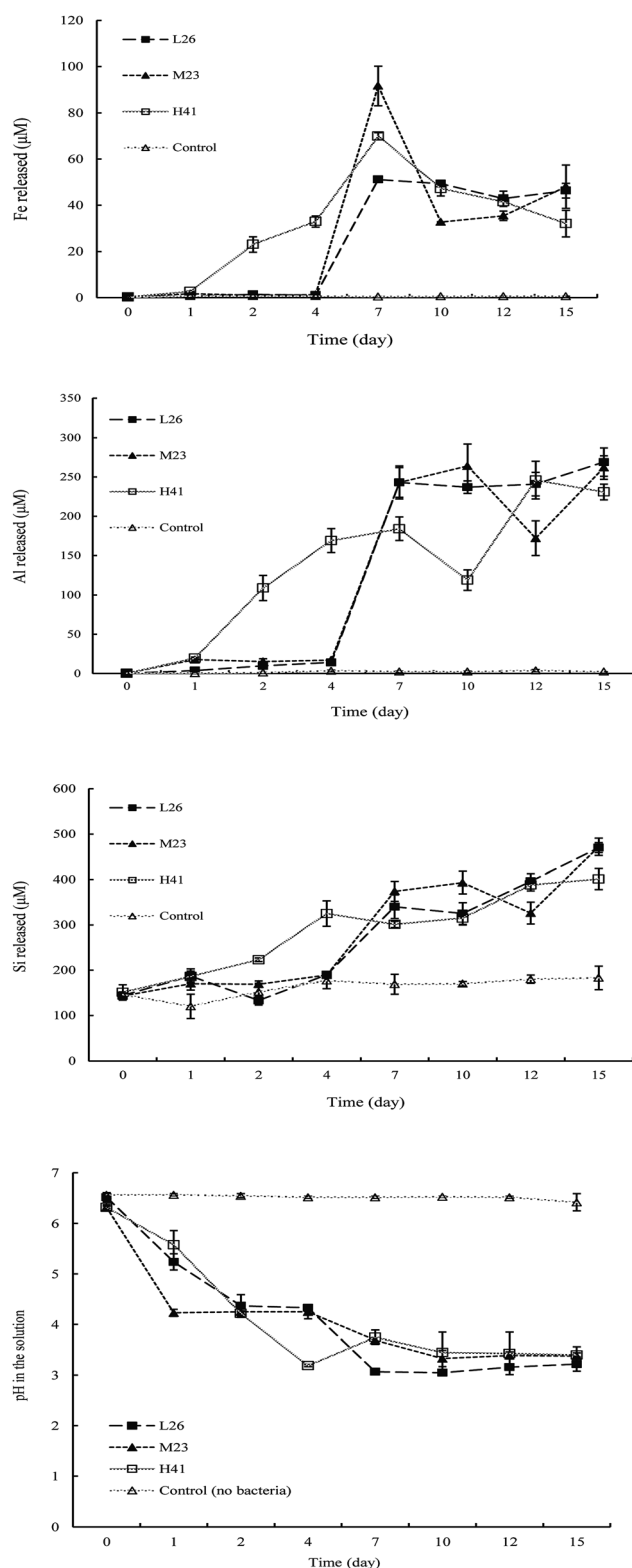 120
100
80
60
40
20
0
Fe released (μM)
L26
M23
H41
Control
0 1 2 4 7 10 12 15
Time (day)
350
300
250
200
150
100
50
0
Al released (μM)
L26
M23
H41
Control
0 1 2 4 7 10 12 15
Time (day)
600
500
400
300
200
100
0
Si released (μM)
L26
M23
H41
Control
0 1 2 4 7 10 12 15
Time (day)
7
6
5
4
3
2
1
0
pH in the solution
L26
M23
H41
Control (no bacteria)
0 1 2 4 7 10 12 15
Time (day)